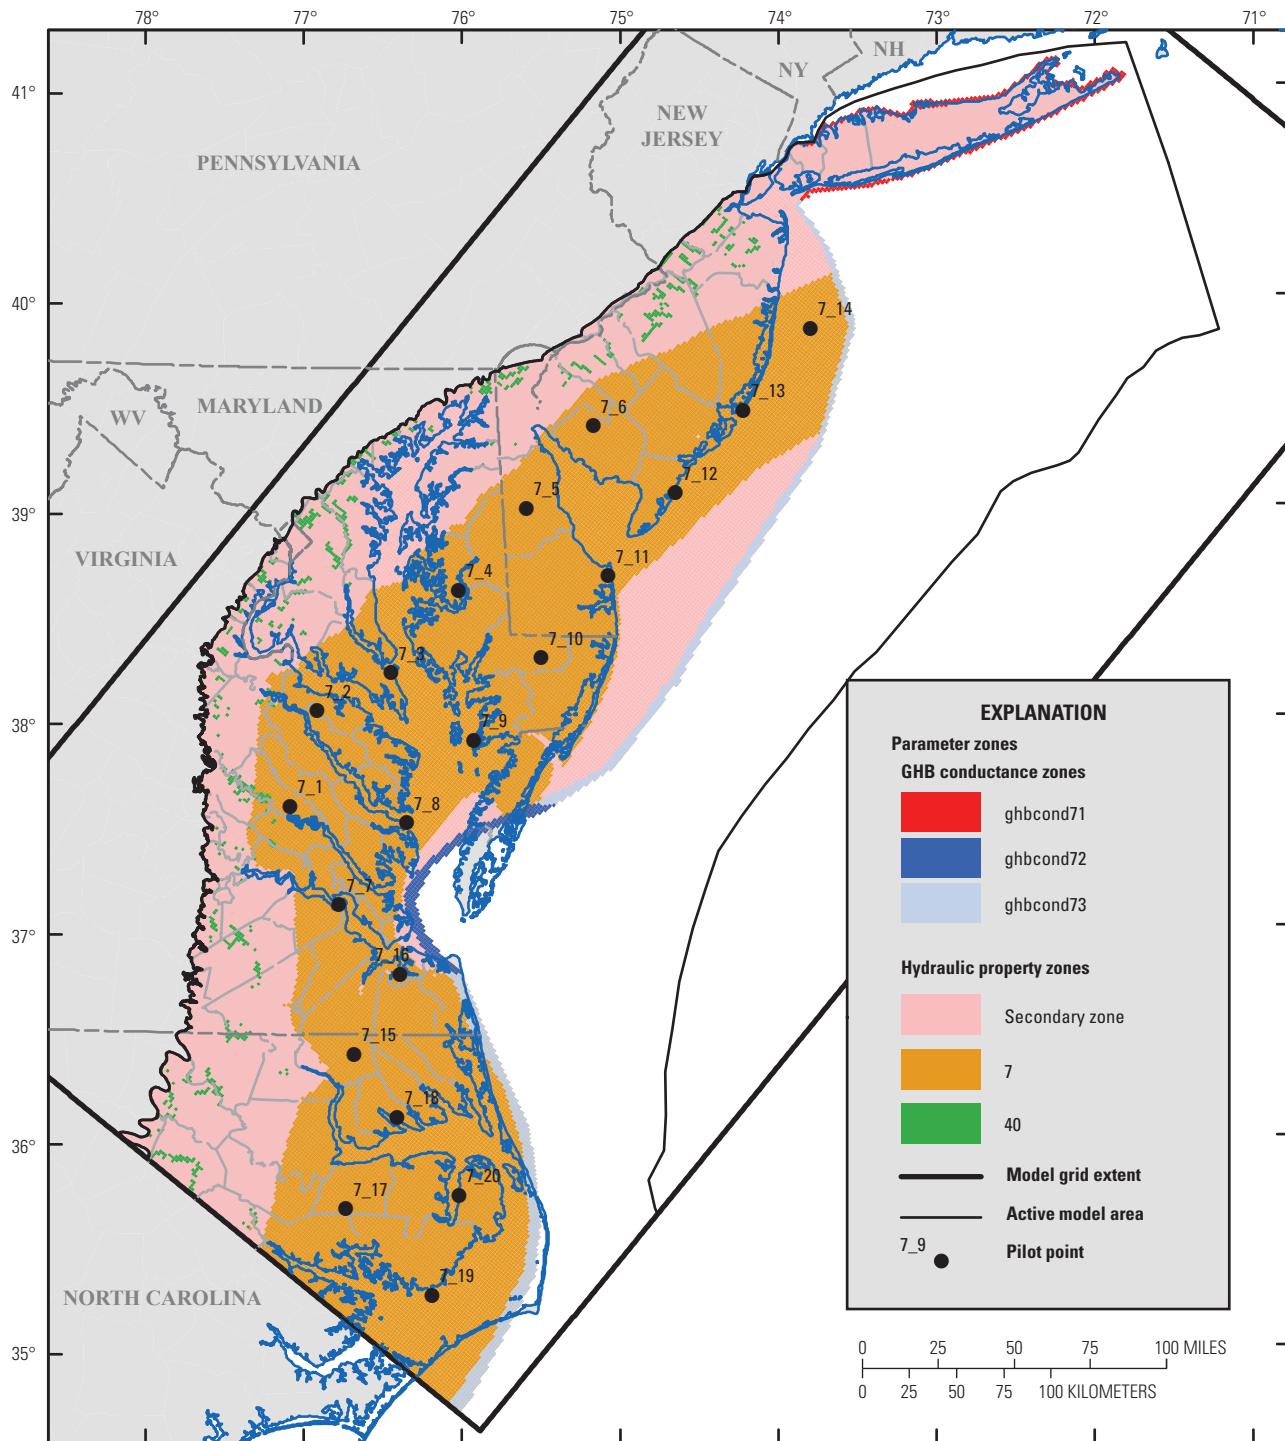 78° 77° 76° 75° 74° 73° 72° 71°
NH
NY
41°
NEW
JERSEY
PENNSYLVANIA
40°
7_14
MARYLAND
WV
7_13
7_6
7_12
39°
7_5
VIRGINIA
7_11
7_4
7_10
7_3
7_2
38°
7_9
7_1
7_8
7_7
37°
7_16
7_15
7_18
36°
7_20
7_17
7_19
NORTH CAROLINA
35°
EXPLANATION
Parameter zones
GHB conductance zones
ghbcond71
ghbcond72
ghbcond73
Hydraulic property zones
Secondary zone
7
40
Model grid extent
Active model area
7_9 Pilot point
0 25 50 75 100 MILES
0 25 50 75 100 KILOMETERS